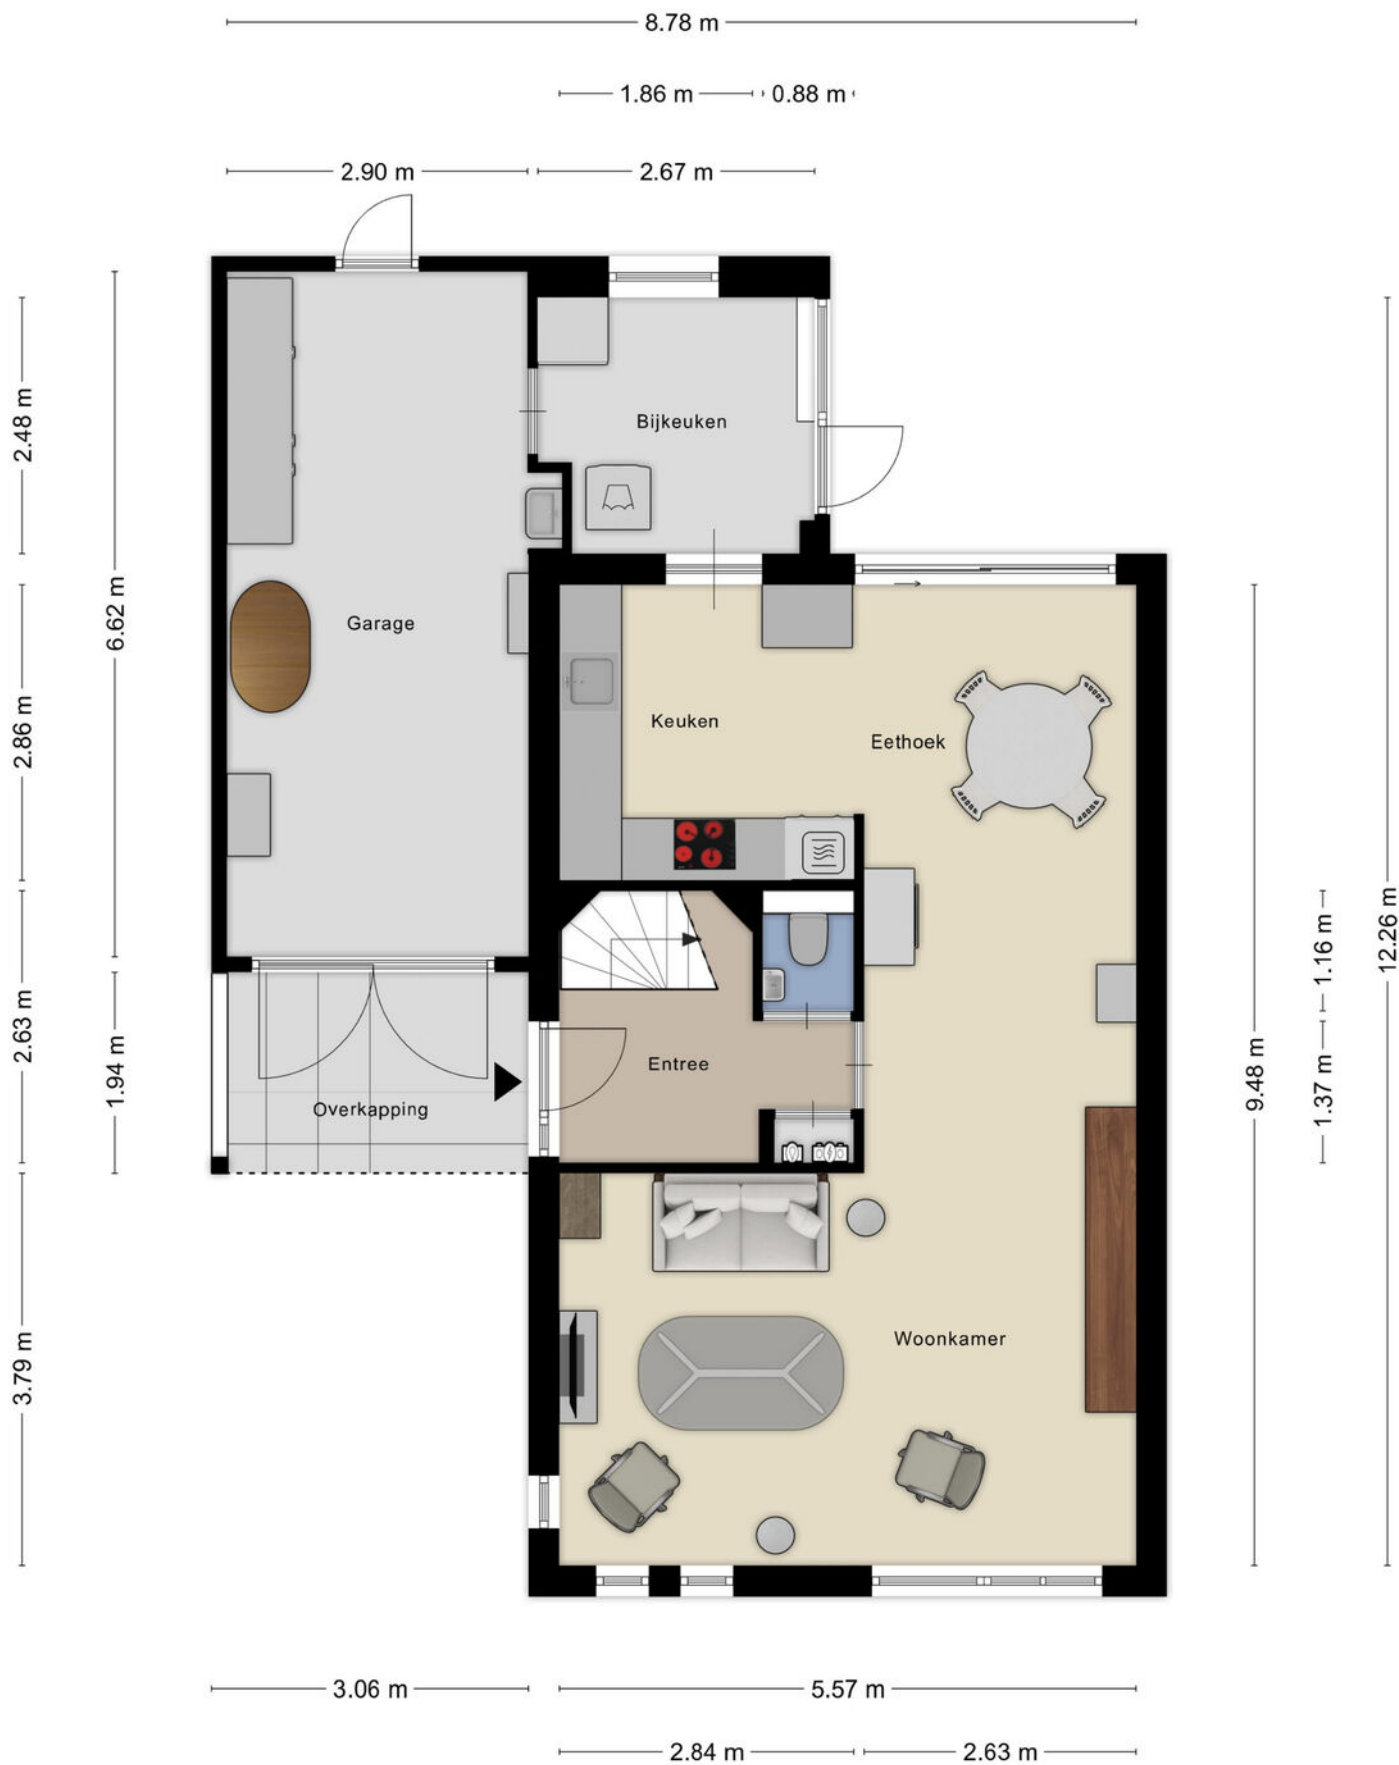 8.78 m
1.86 m
0.88 m
2.90 m
2.67 m
2.48 m
Bijkeuken
6.62 m
Garage
2.86 m
Keuken
Eethoek
12.26 m
1.16 m
2.63 m
1.94 m
Entree
9.48 m
1.37 m
Overkapping
3.79 m
Woonkamer
3.06 m
5.57 m
2.84 m
2.63 m